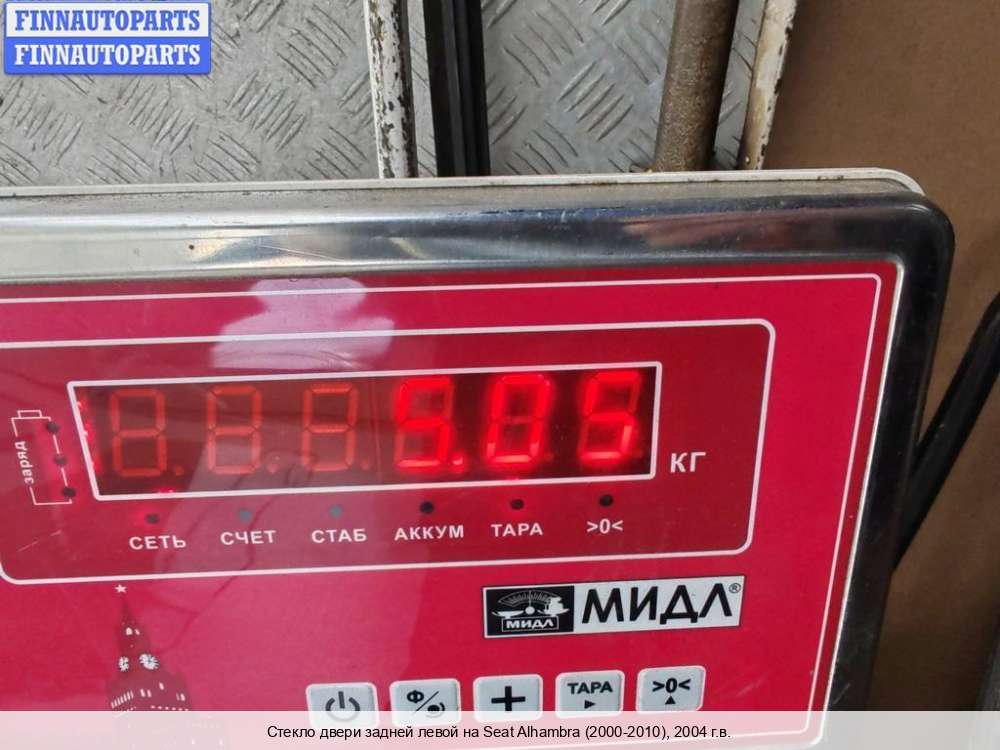 FINNAUTOPARTS
FINNAUTOPARTS
5.05
КГ
заряд
СЕТЬ СЧЕТ СТАБ АККУМ ТАРА >0<
МИДЛ МИДЛ®
Ф
+
ТАРА
>0<
Стекло двери задней левой на Seat Alhambra (2000-2010), 2004 г.в.